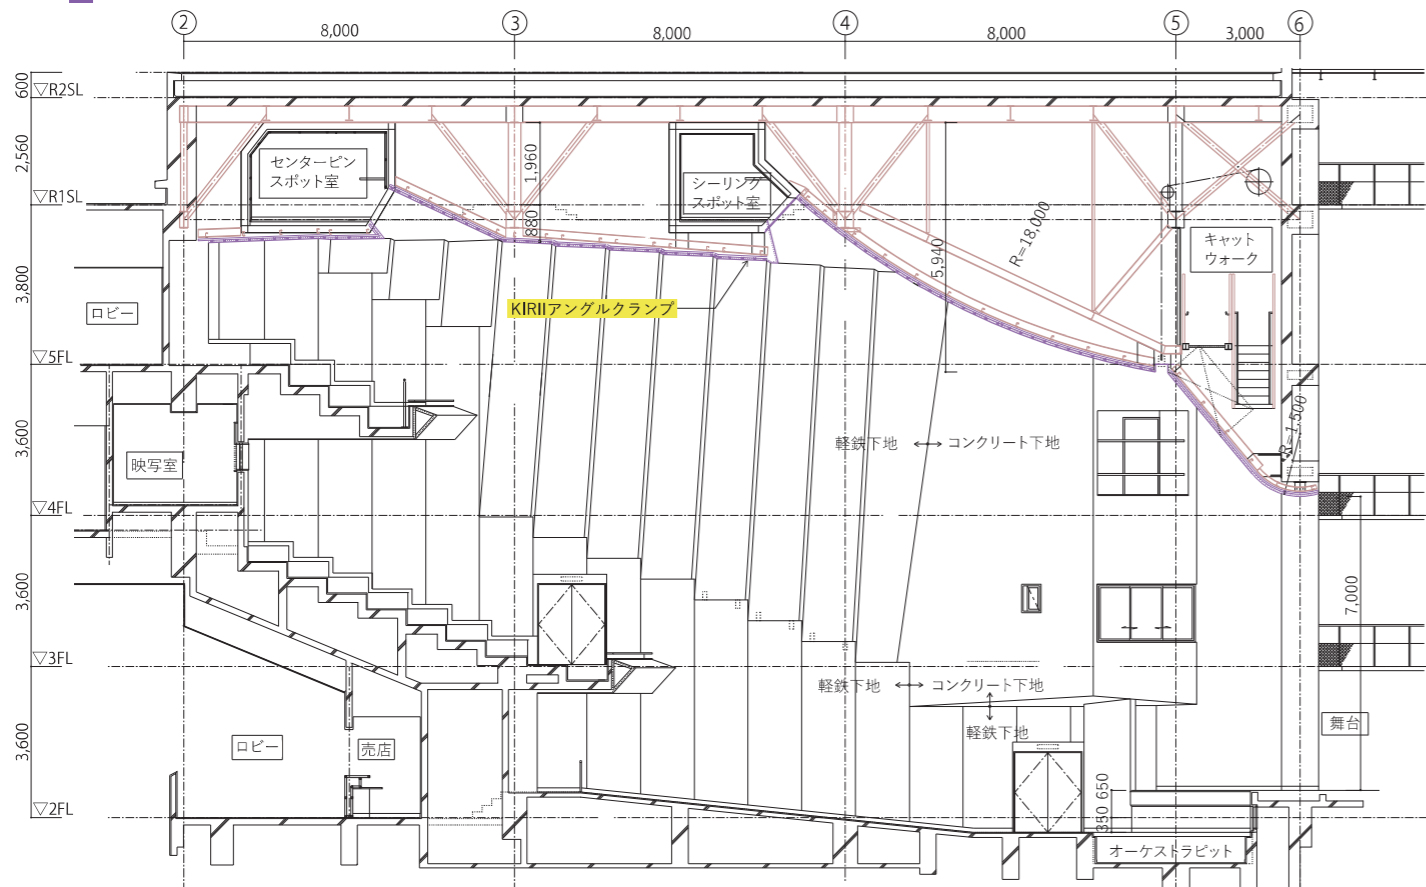 ② ③ ④ ⑤ ⑥
8,000 8,000 8,000 3,000
600
▽R2SL
2,560
センターピン
スポット室
1,960
シーリング
スポット室
▽R1SL
880
R=18,000
5,940
キャット
ウォーク
3,800
ロビー
KIRIIアングルクランプ
▽5FL
R=1,500
3,600
映写室
軽鉄下地 コンクリート下地
▽4FL
3,600
7,000
▽3FL
軽鉄下地 コンクリート下地
軽鉄下地
舞台
3,600
ロビー
売店
350 650
▽2FL
オーケストラピット